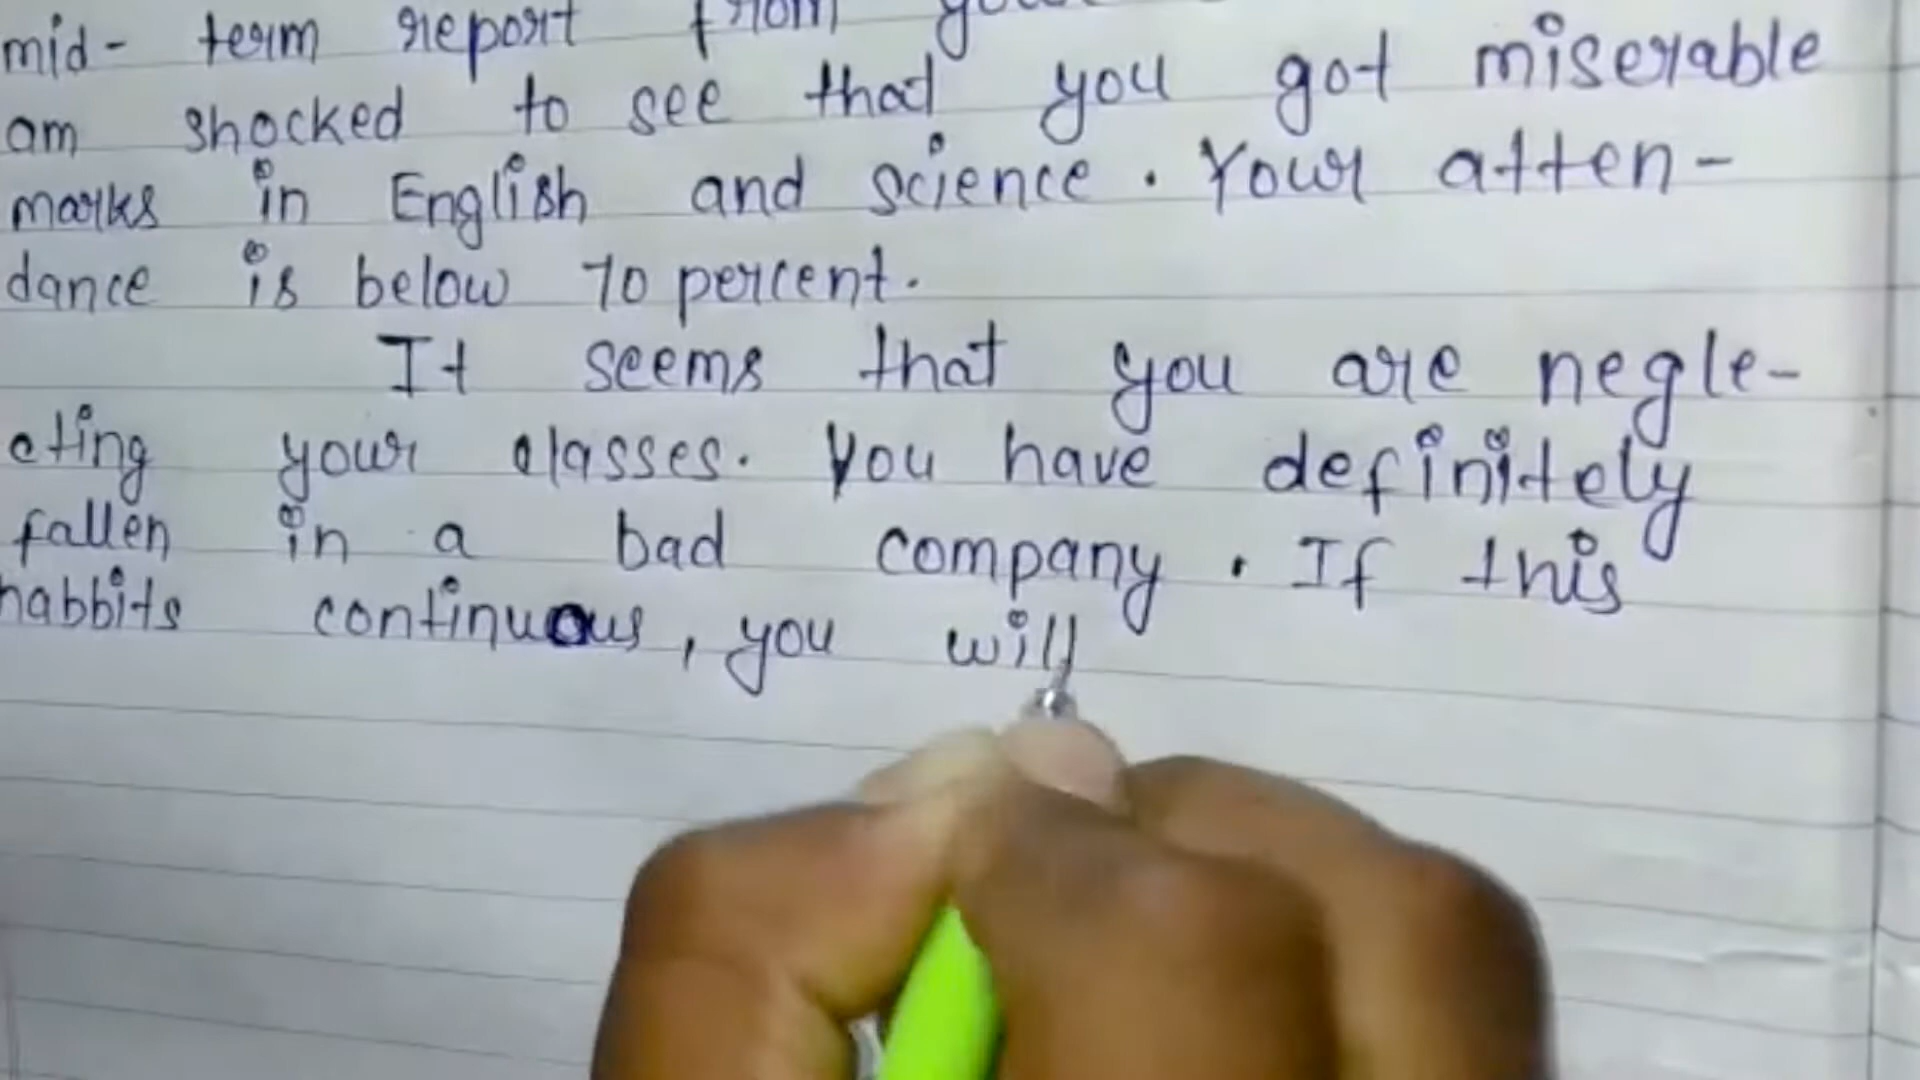 mid- term report from
am shocked to see that you got miserable
marks in English and science. Your atten-
dance is below 70 percent.
It seems that you are negle-
cting your classes. You have definitely
fallen in a bad company. If this
habbits continuous, you will